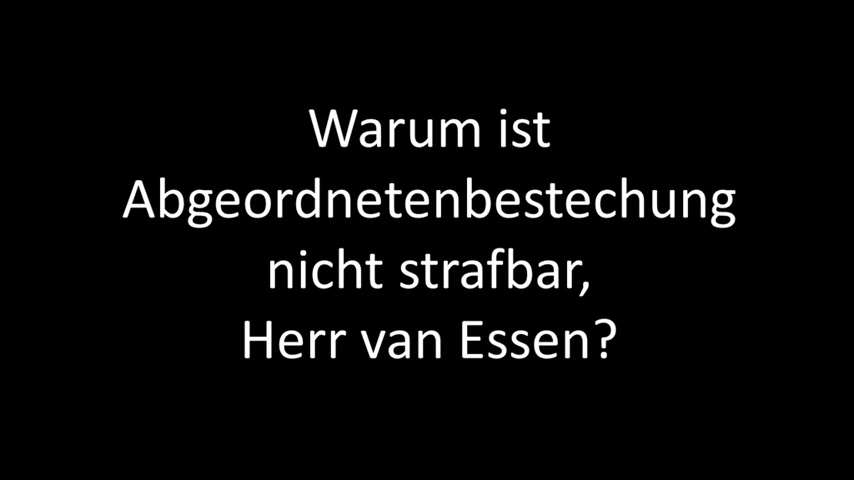 Warum ist
Abgeordnetenbestechung
nicht strafbar,
Herr van Essen?